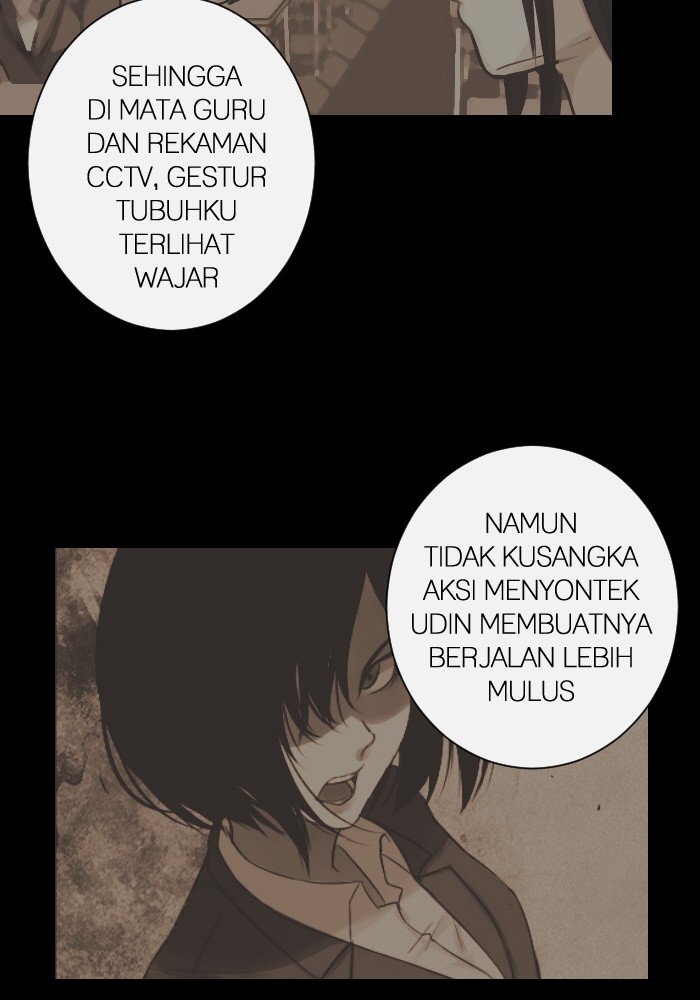 SEHINGGA
DI MATA GURU
DAN REKAMAN
CCTV, GESTUR
TUBUHKU
TERLIHAT
WAJAR
NAMUN
TIDAK KUSANGKA
AKSI MENYONTEK
UDIN MEMBUATNYA
BERJALAN LEBIH
MULUS